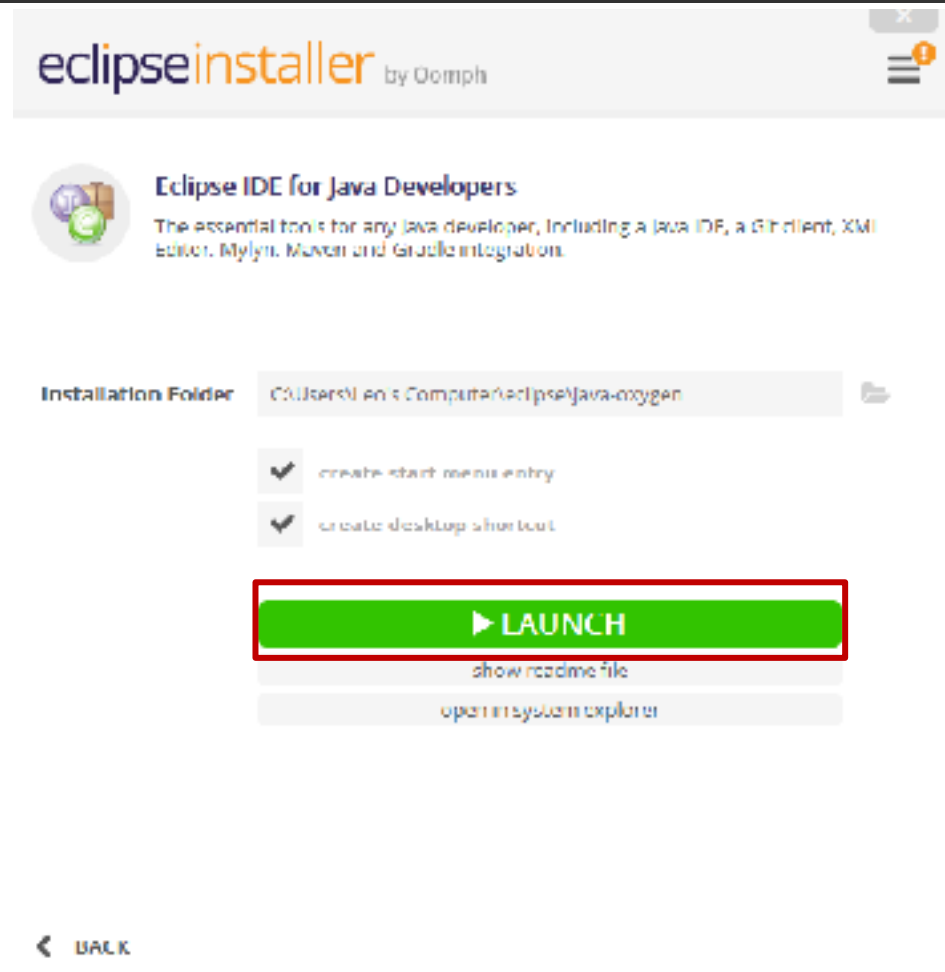 eclipseinstaller by Oomph
Eclipse IDE for Java Developers
The essential tools for any Java developer, including a Java IDE, a Git client, XML
Editor, Mylyn, Maven and Gradle integration.
Installation Folder C:\Users\Leo's Computer\eclipse\java-oxygen
create start menu entry
create desktop shortcut
LAUNCH
show readme file
open in system explorer
BACK